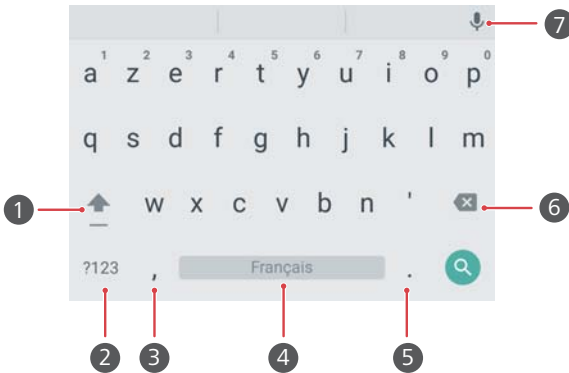 7
1 2 3 4 5 6 7 8 9 0
a z e r t y u i o p
q s d f g h j k l m
1 w x c v b n ' 6
?123 , Français .
2 3 4 5